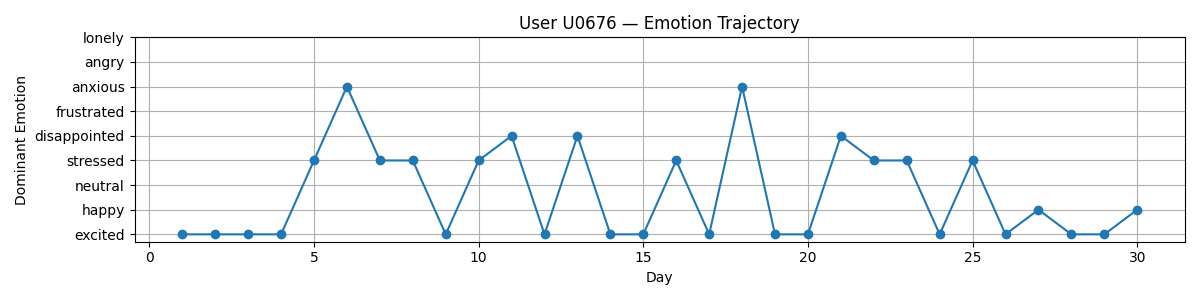 User U0676 — Emotion Trajectory
Dominant Emotion
lonely
angry
anxious
frustrated
disappointed
stressed
neutral
happy
excited
0 5 10 15 20 25 30
Day